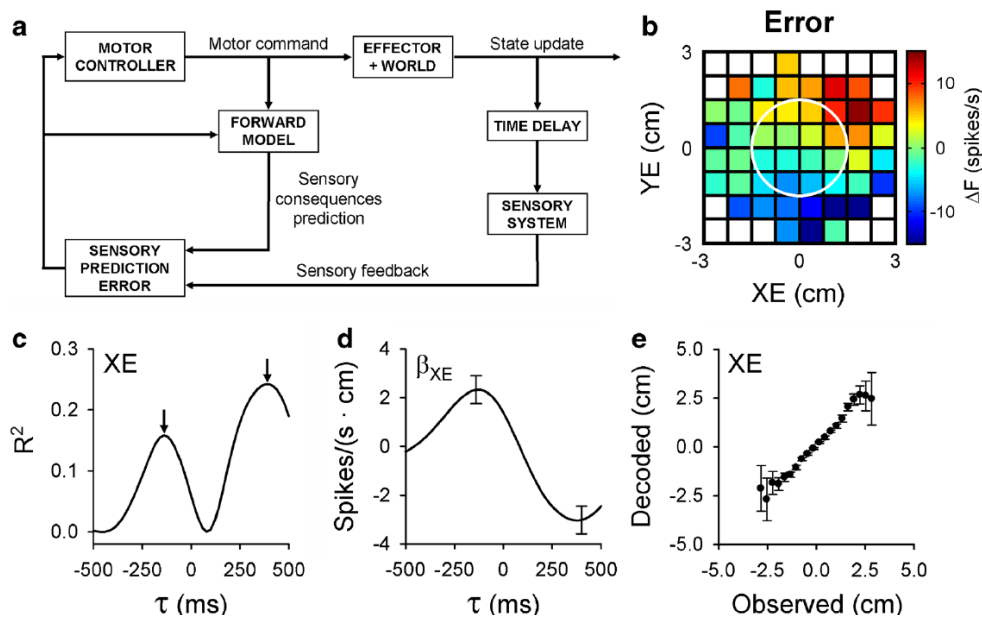 a
MOTOR
CONTROLLER
Motor command
EFFECTOR
+ WORLD
State update
FORWARD
MODEL
TIME DELAY
Sensory
consequences
prediction
SENSORY
SYSTEM
SENSORY
PREDICTION
ERROR
Sensory feedback
b
Error
3
0
-3
YE (cm)
-3
0
3
XE (cm)
10
0
-10
ΔF (spikes/s)
c
XE
0.3
0.2
0.1
0.0
R²
-500
-250
0
250
500
τ (ms)
d
βXE
4
2
0
-2
-4
Spikes/(s · cm)
-500
-250
0
250
500
τ (ms)
e
XE
5.0
2.5
0.0
-2.5
-5.0
Decoded (cm)
-5.0
-2.5
0.0
2.5
5.0
Observed (cm)